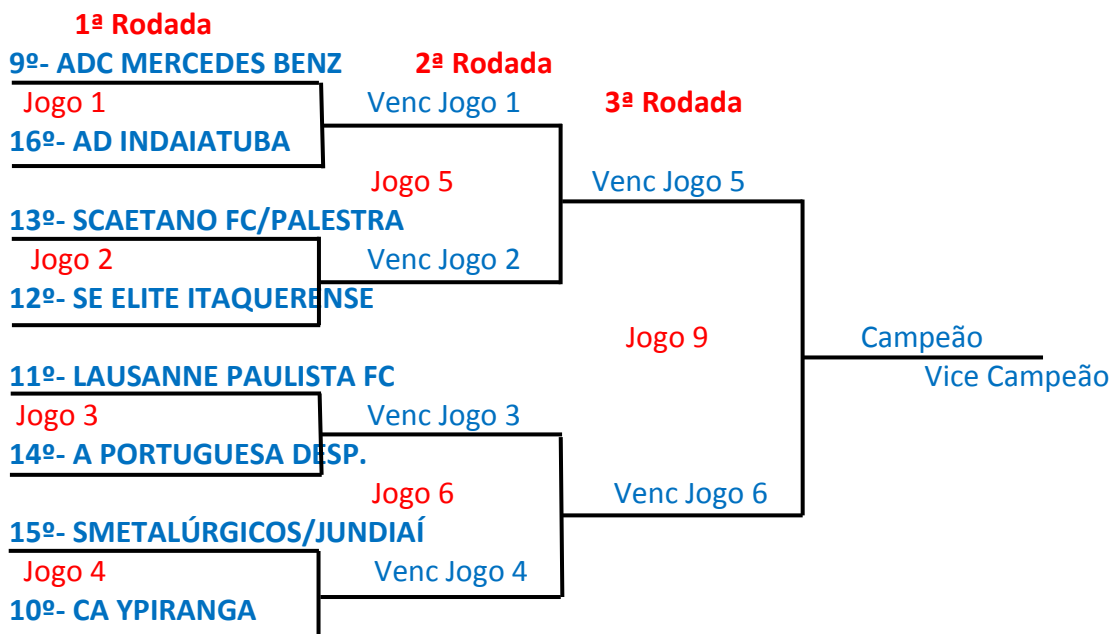 1ª Rodada
9º- ADC MERCEDES BENZ
2ª Rodada
Jogo 1
Venc Jogo 1
3ª Rodada
16º- AD INDAIATUBA
Jogo 5
Venc Jogo 5
13º- SCAETANO FC/PALESTRA
Jogo 2
Venc Jogo 2
12º- SE ELITE ITAQUERENSE
Jogo 9
Campeão
Vice Campeão
11º- LAUSANNE PAULISTA FC
Jogo 3
Venc Jogo 3
14º- A PORTUGUESA DESP.
Jogo 6
Venc Jogo 6
15º- SMETALÚRGICOS/JUNDIAÍ
Jogo 4
Venc Jogo 4
10º- CA YPIRANGA